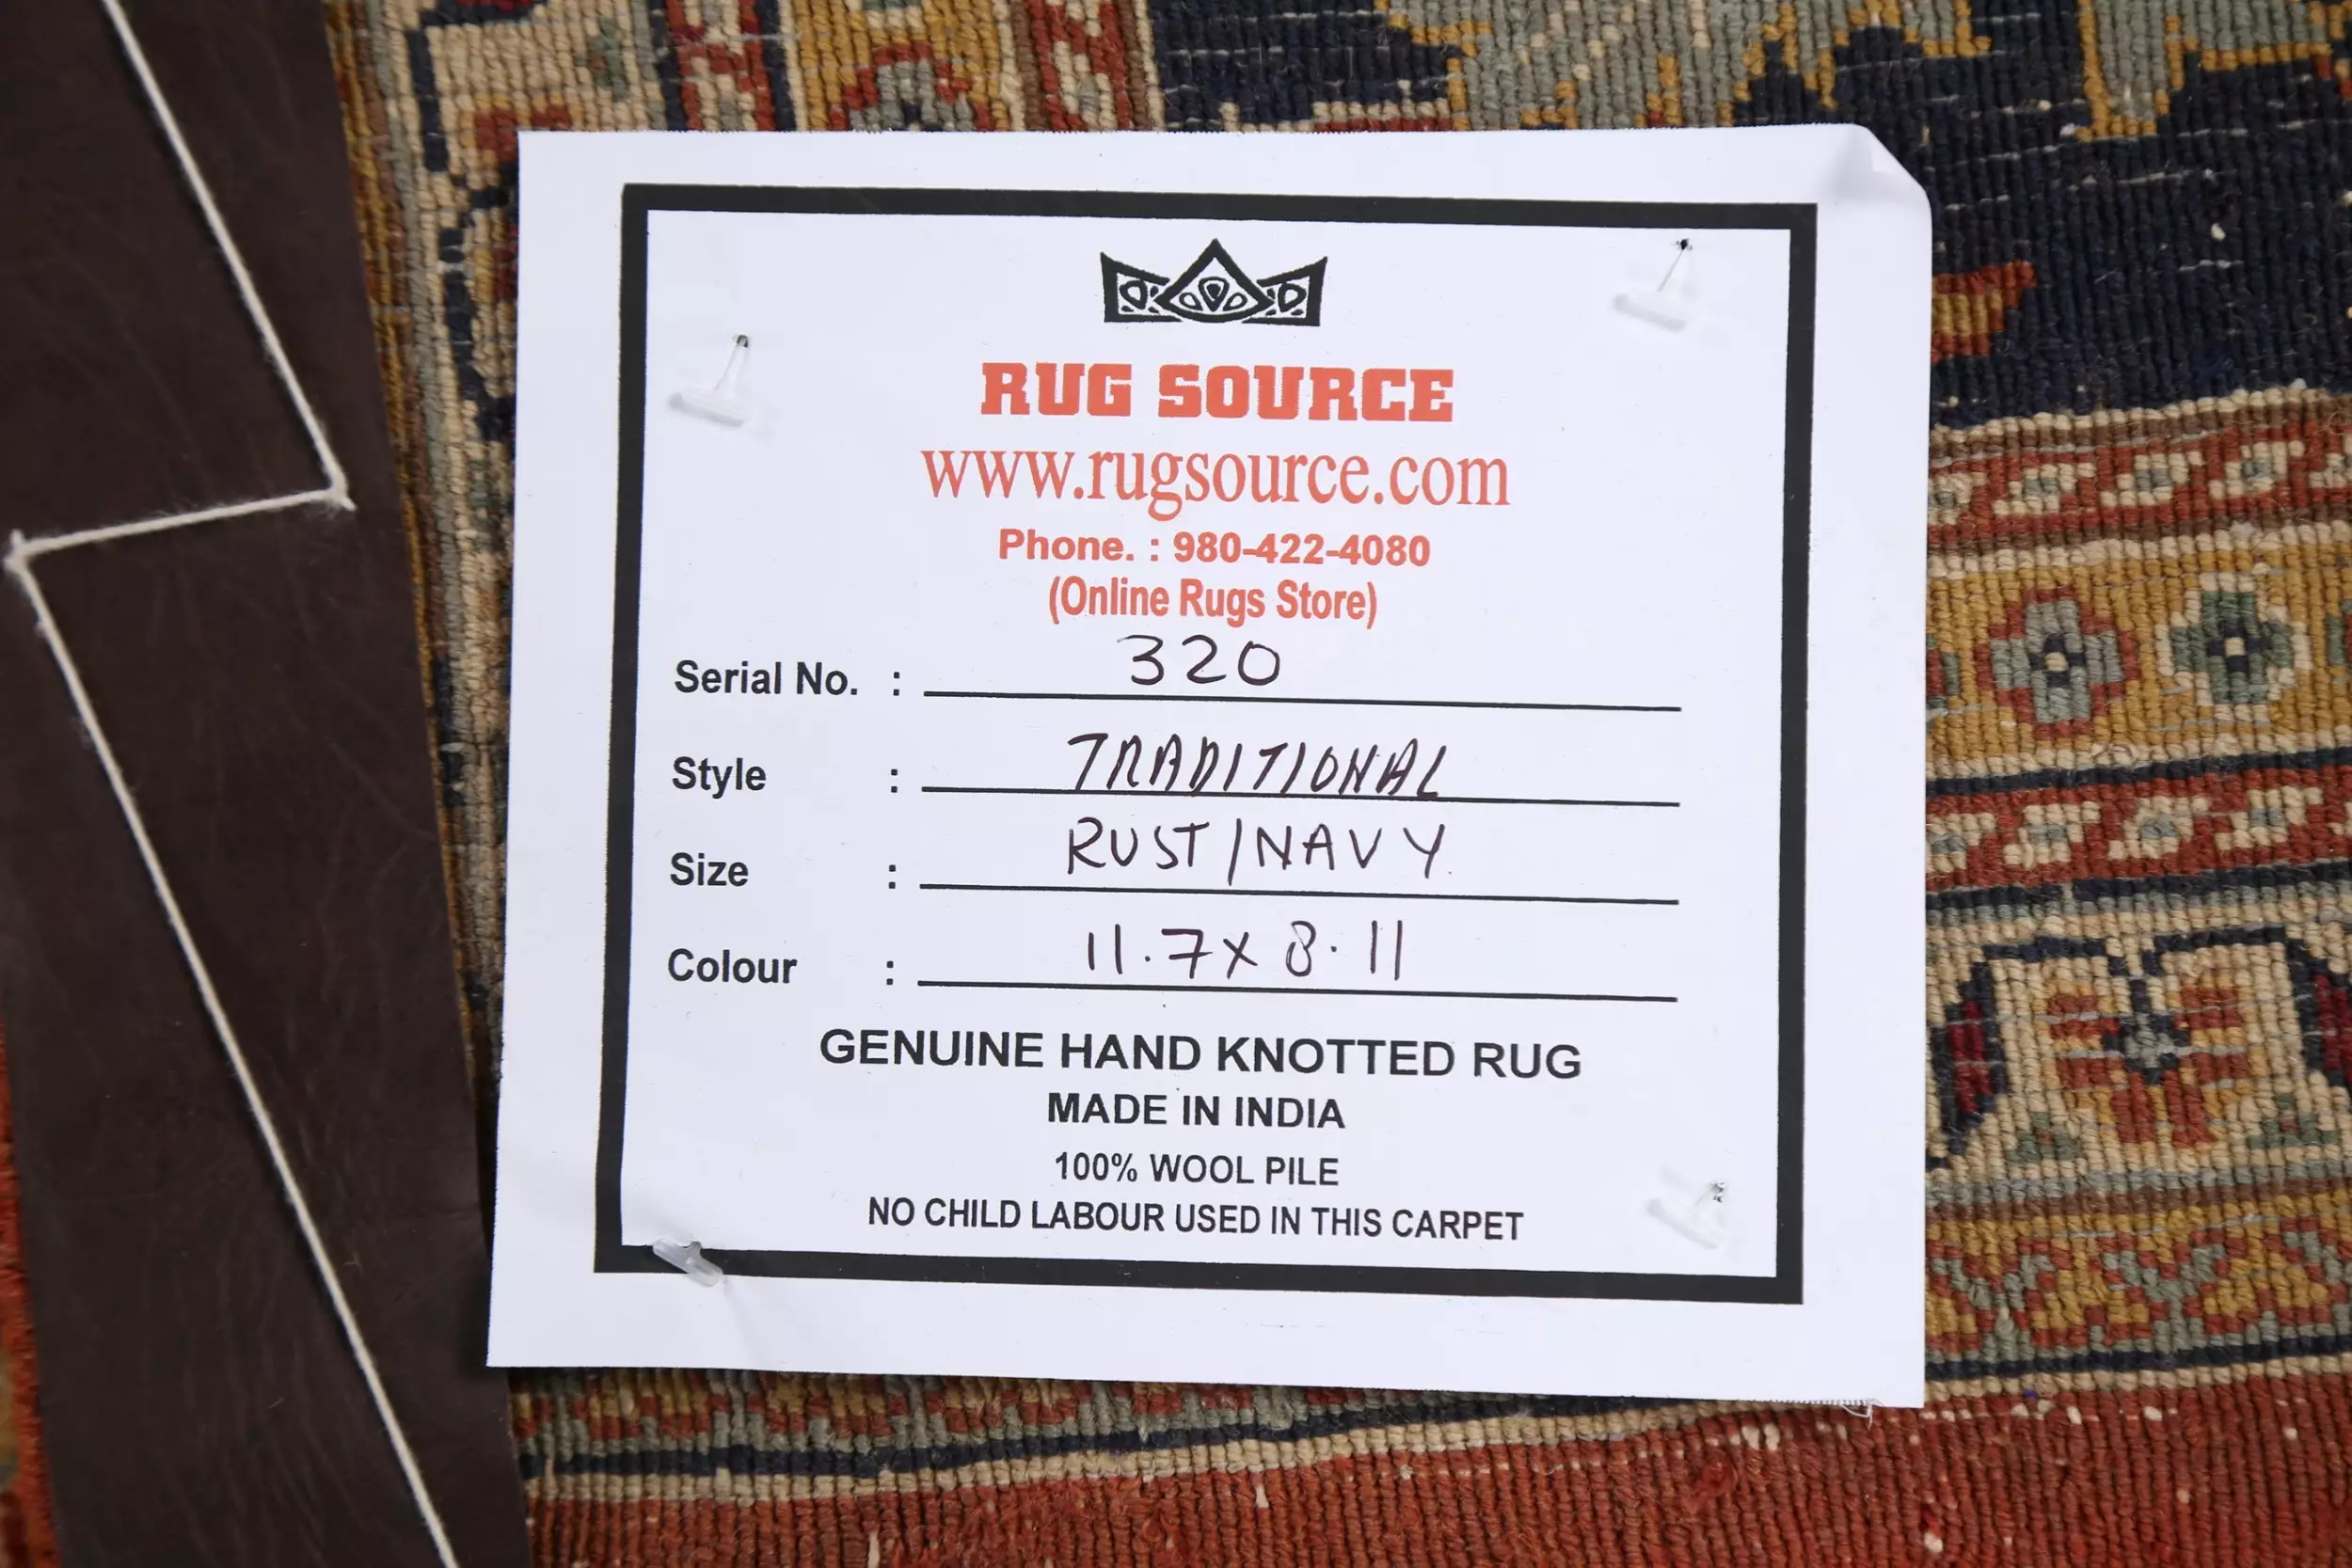 RUG SOURCE
www.rugsource.com
Phone. : 980-422-4080
(Online Rugs Store)
Serial No. : 320
Style : TRADITIONAL
Size : RUST/NAVY.
Colour : 11.7 x 8.11
GENUINE HAND KNOTTED RUG
MADE IN INDIA
100% WOOL PILE
NO CHILD LABOUR USED IN THIS CARPET